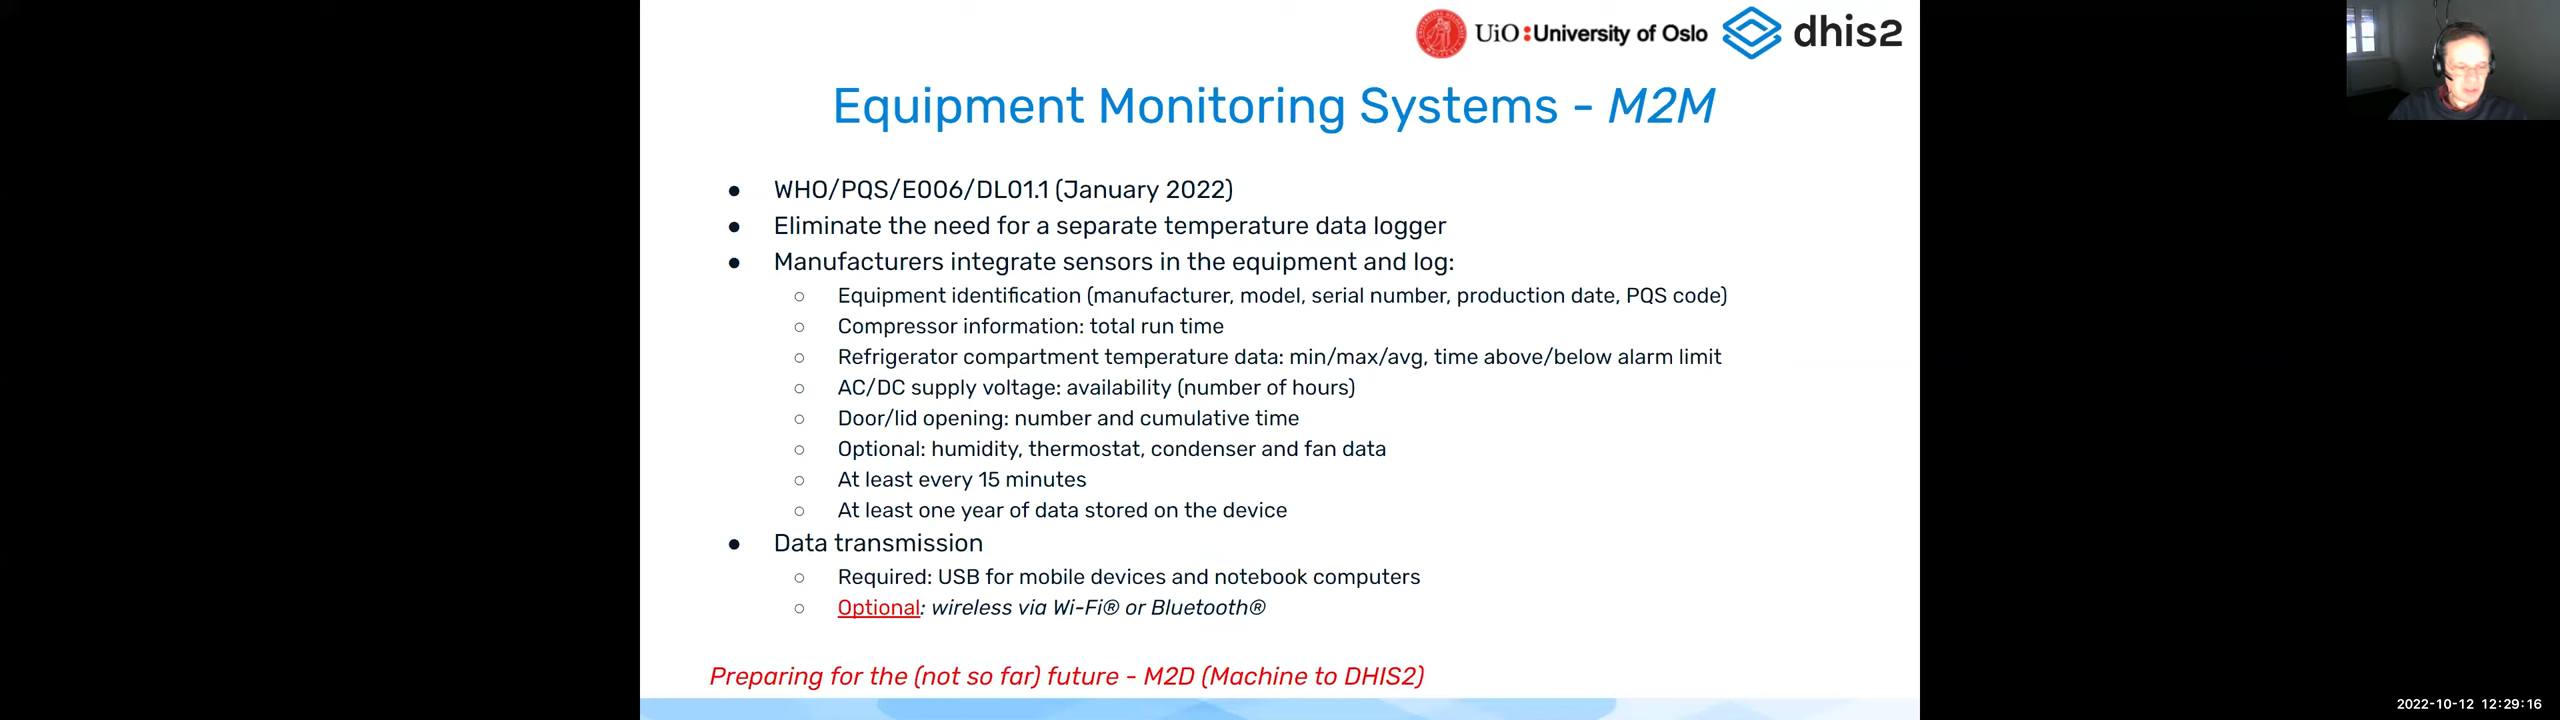 UiO:University of Oslo
dhis2
Equipment Monitoring Systems - M2M
● WHO/PQS/E006/DL01.1 (January 2022)
● Eliminate the need for a separate temperature data logger
● Manufacturers integrate sensors in the equipment and log:
○ Equipment identification (manufacturer, model, serial number, production date, PQS code)
○ Compressor information: total run time
○ Refrigerator compartment temperature data: min/max/avg, time above/below alarm limit
○ AC/DC supply voltage: availability (number of hours)
○ Door/lid opening: number and cumulative time
○ Optional: humidity, thermostat, condenser and fan data
○ At least every 15 minutes
○ At least one year of data stored on the device
● Data transmission
○ Required: USB for mobile devices and notebook computers
○ Optional: wireless via Wi-Fi® or Bluetooth®
Preparing for the (not so far) future - M2D (Machine to DHIS2)
2022-10-12 12:29:16